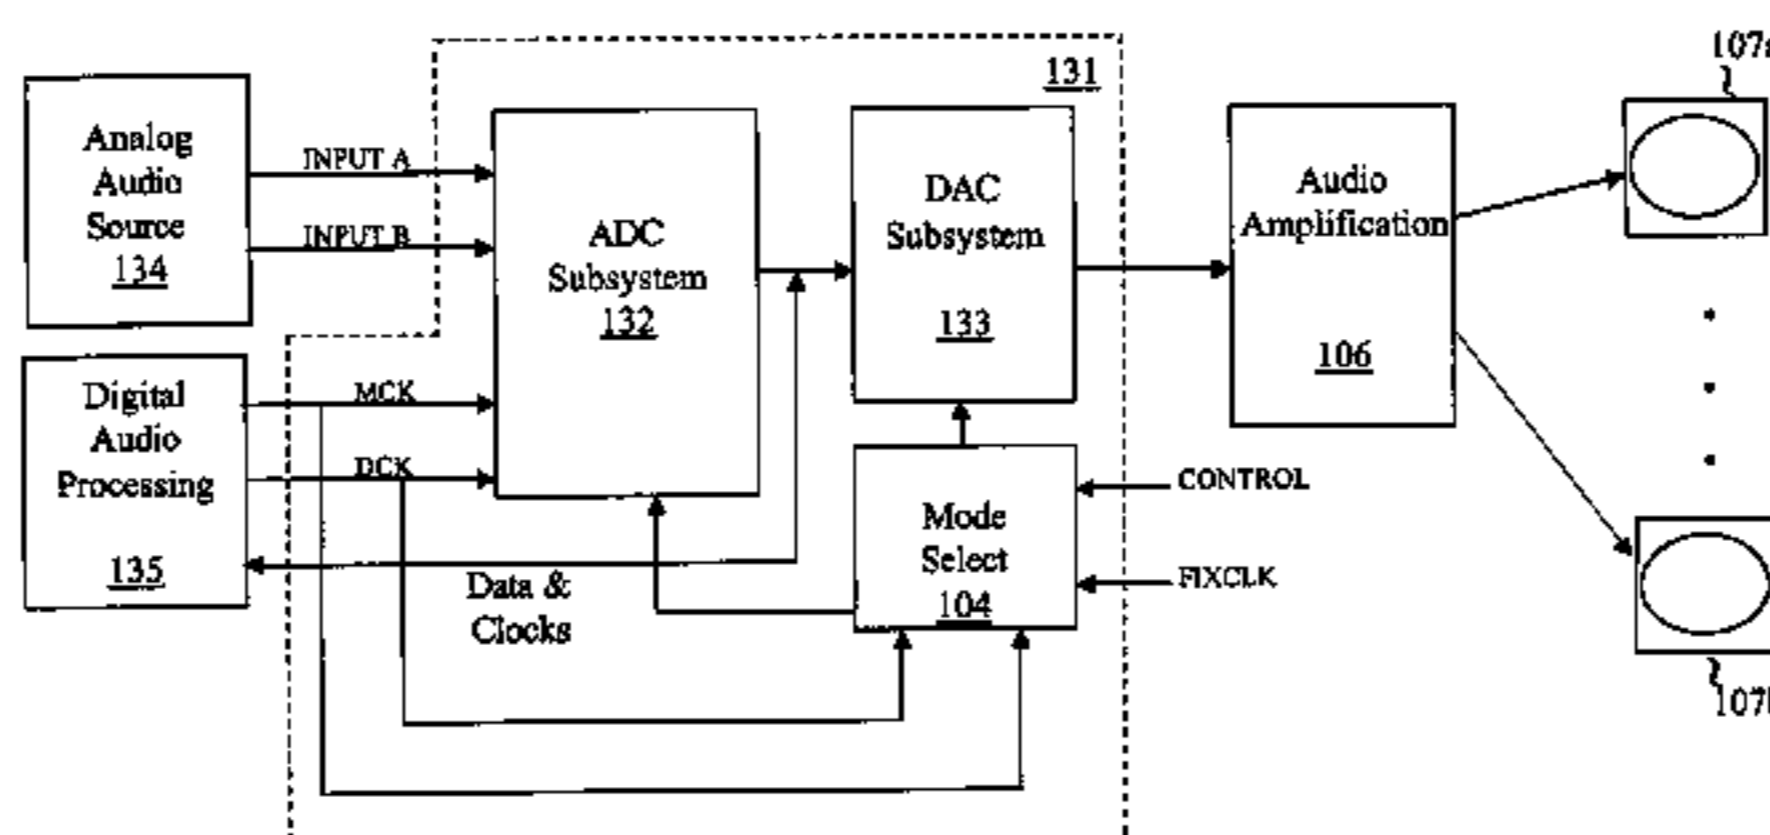 107a
131
Analog
Audio
Source
134
INPUT A
INPUT B
ADC
Subsystem
132
DAC
Subsystem
133
Audio
Amplification
106
Digital
Audio
Processing
135
MCK
DCK
Data &
Clocks
Mode
Select
104
CONTROL
FIXCLK